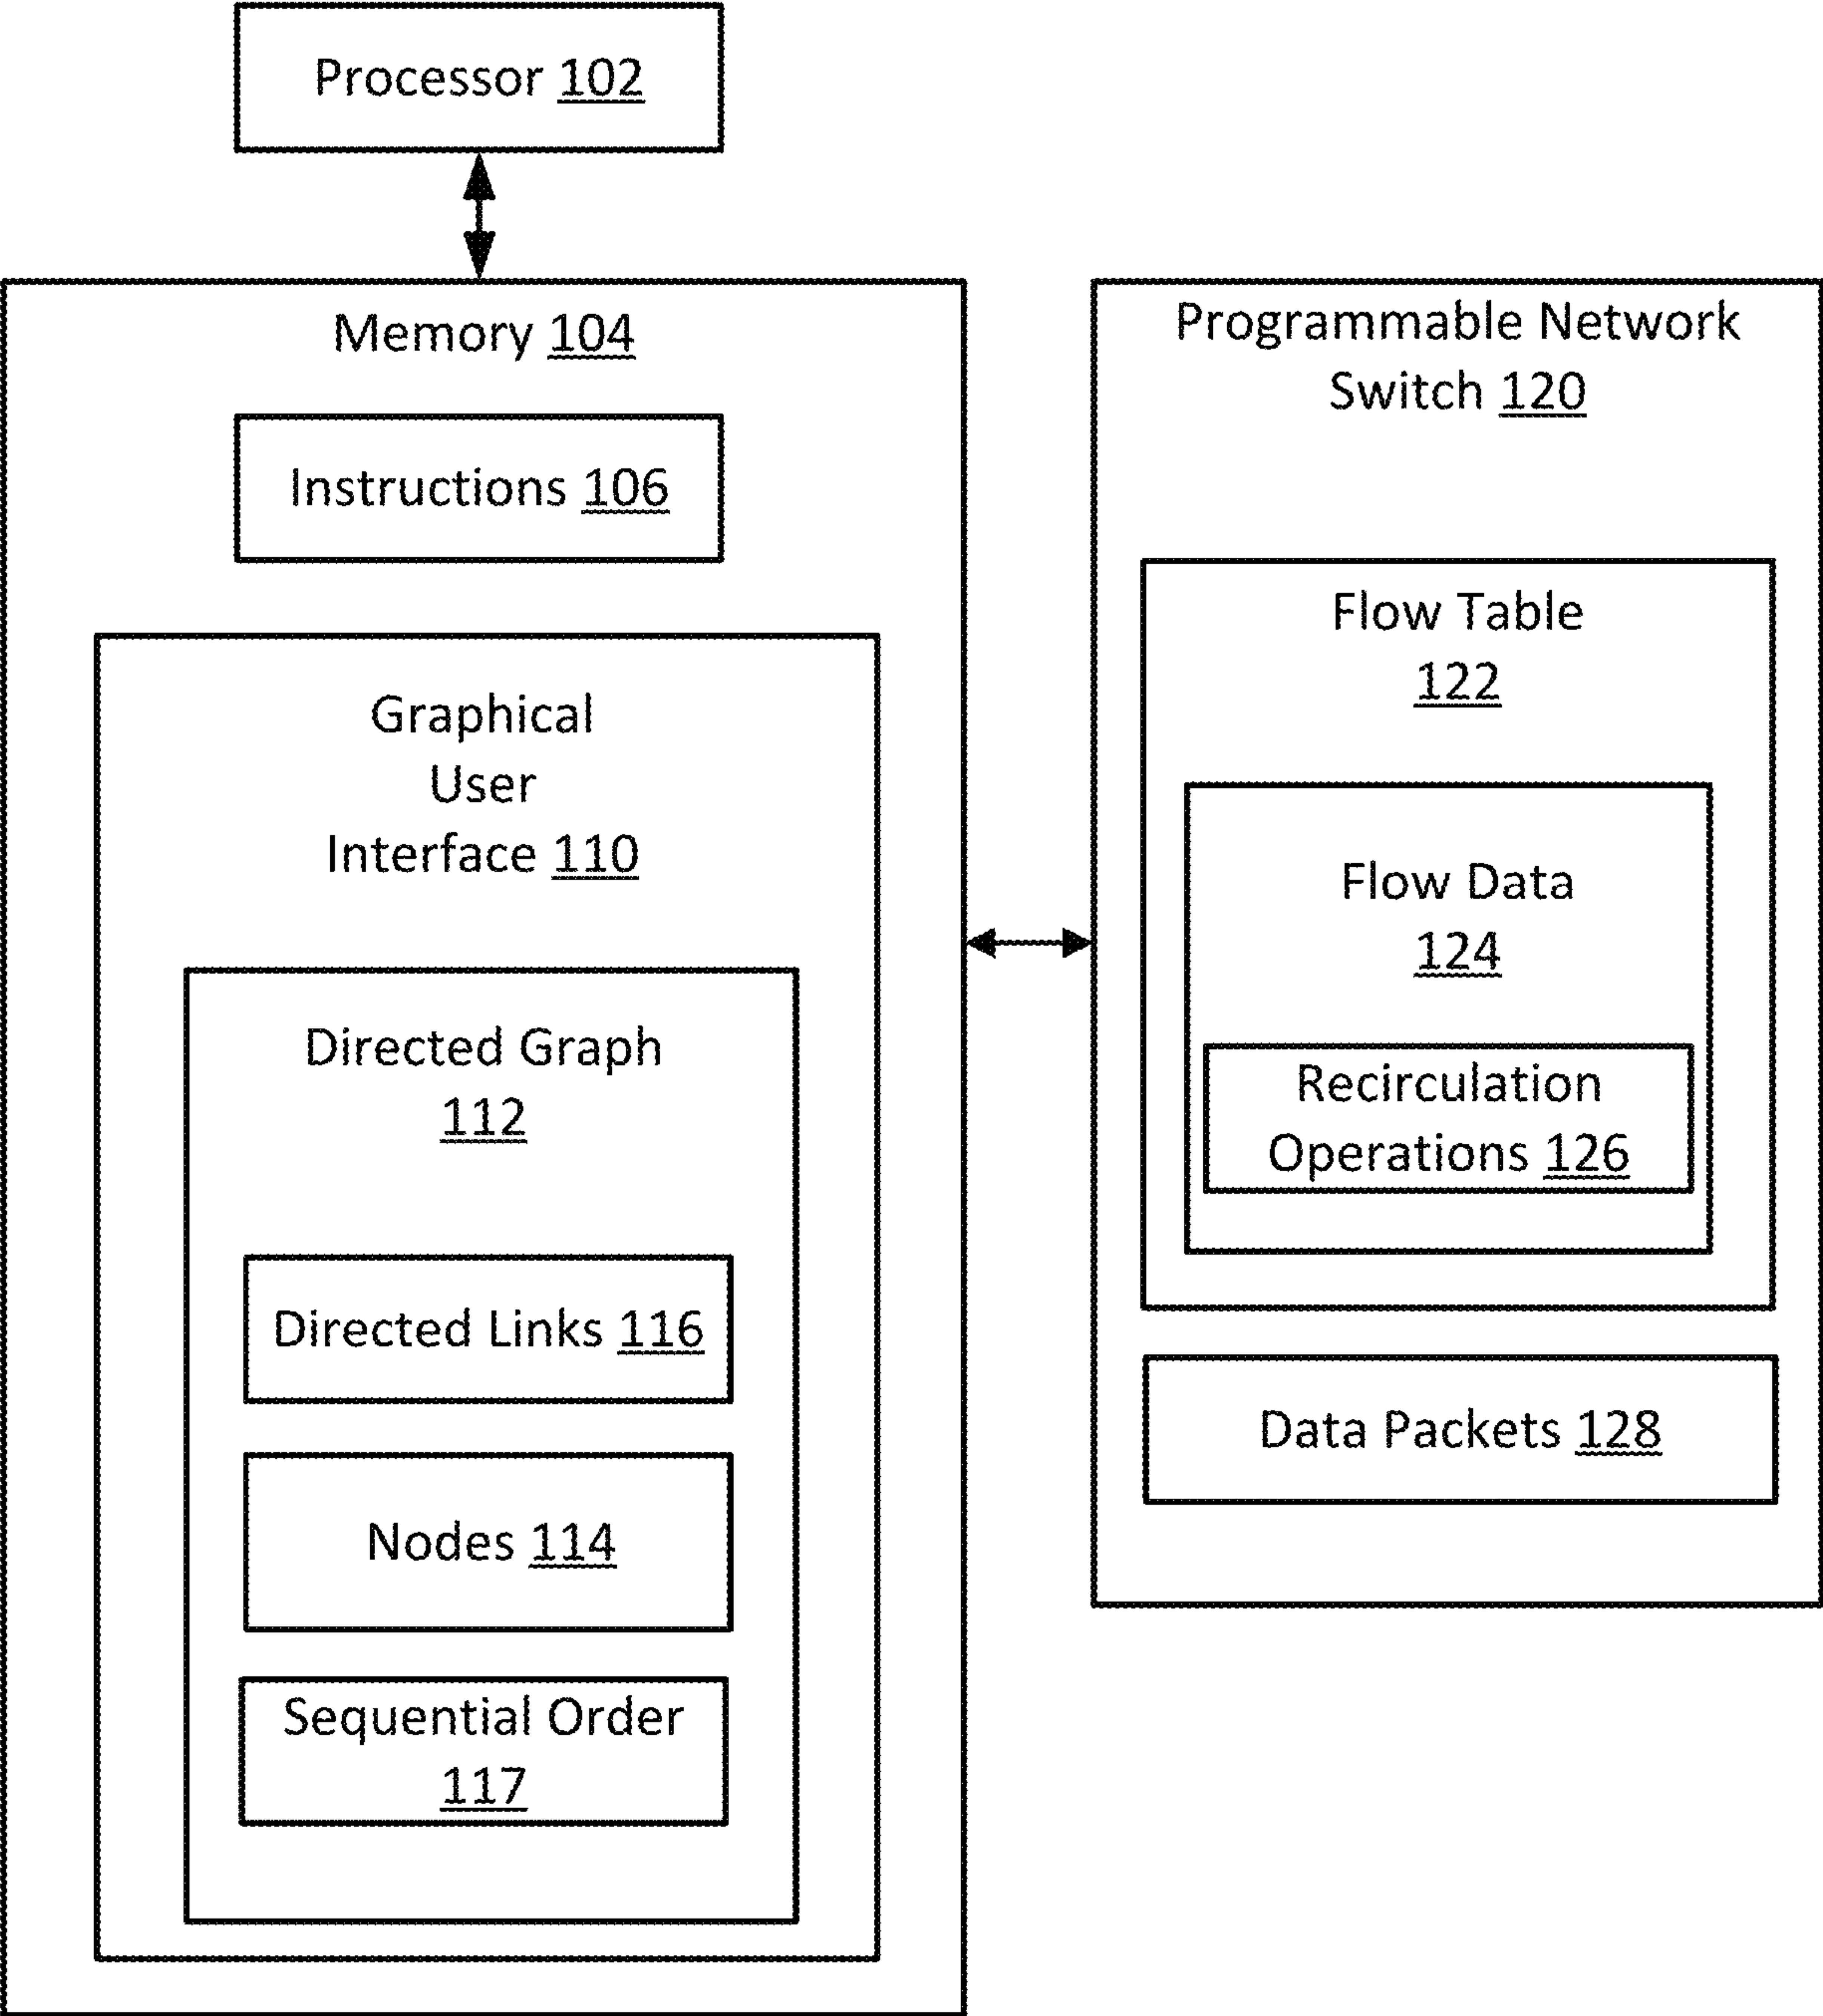 Processor 102
Memory 104
Instructions 106
Graphical
User
Interface 110
Directed Graph
112
Directed Links 116
Nodes 114
Sequential Order
117
Programmable Network
Switch 120
Flow Table
122
Flow Data
124
Recirculation
Operations 126
Data Packets 128